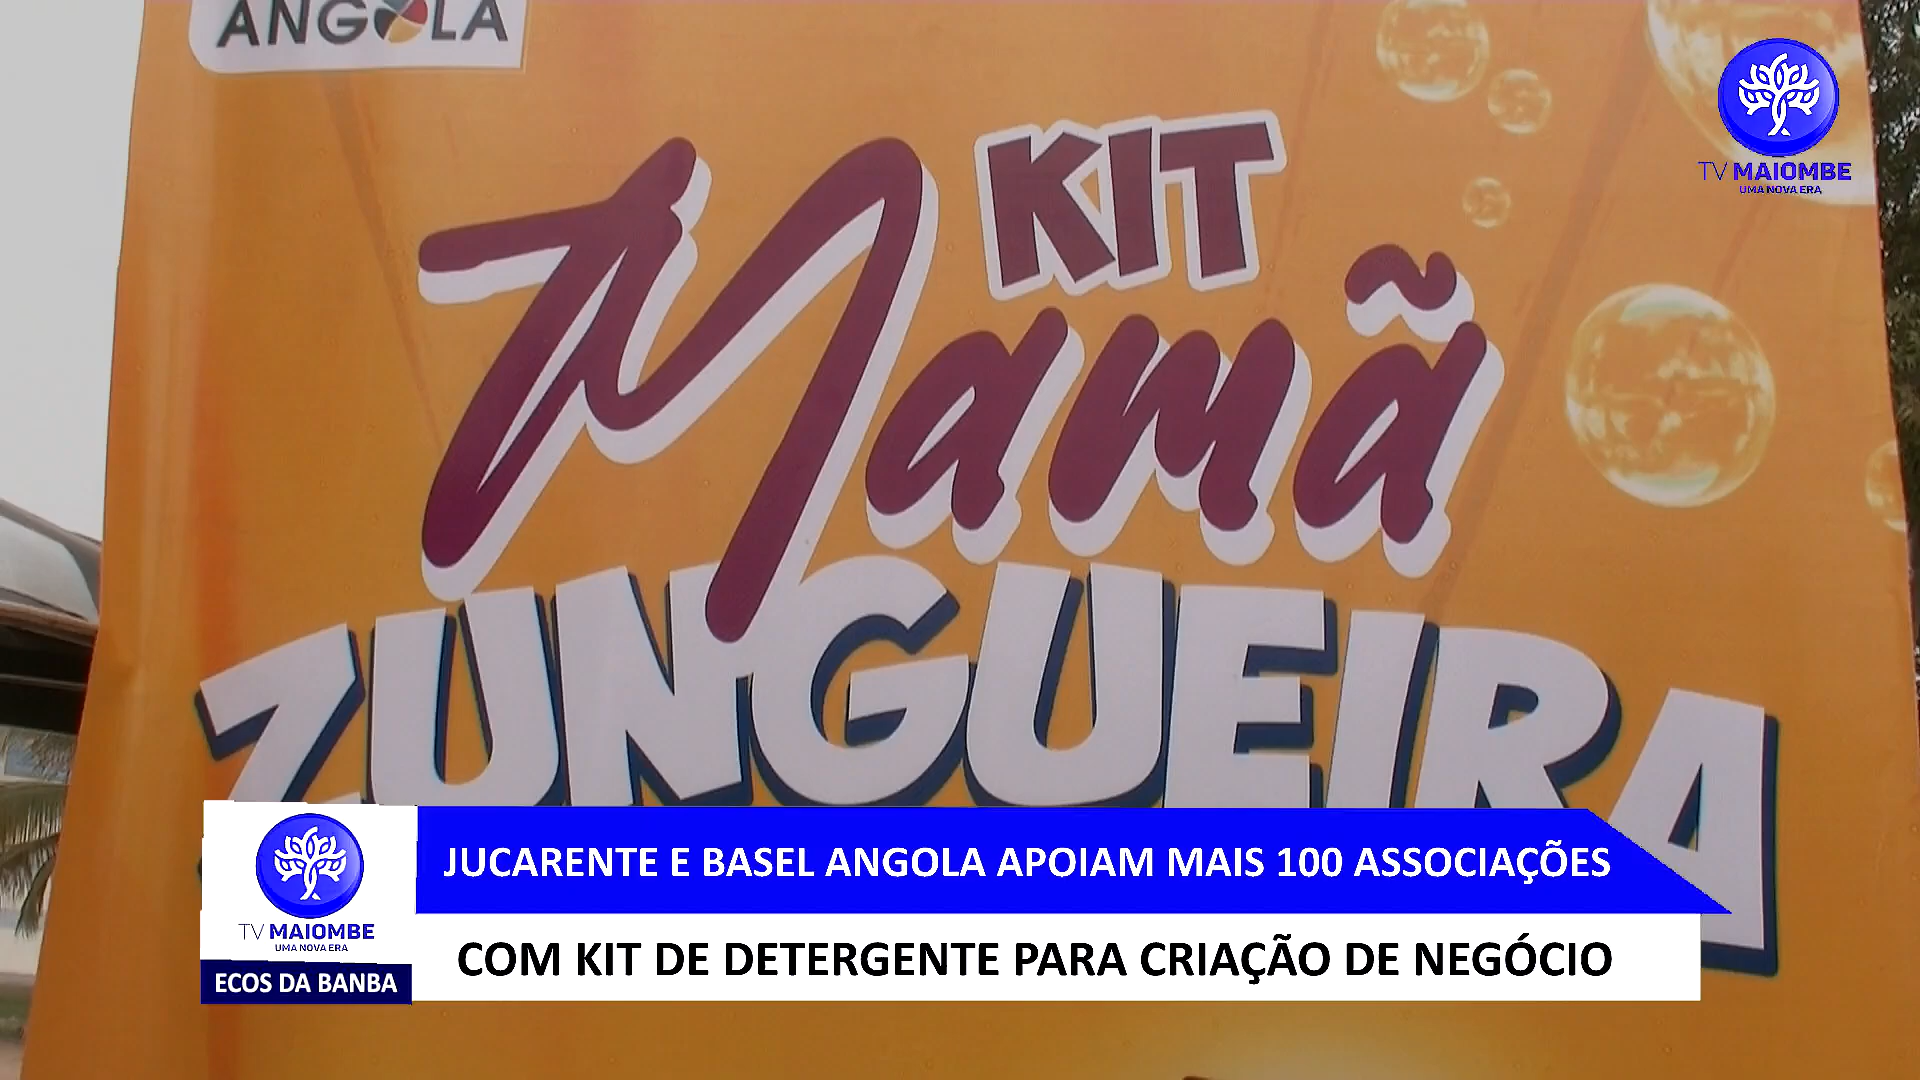 ANGOLA
KIT
Mamã
ZUNGUEIRA
TV MAIOMBE
UMA NOVA ERA
JUCARENTE E BASEL ANGOLA APOIAM MAIS 100 ASSOCIAÇÕES
COM KIT DE DETERGENTE PARA CRIAÇÃO DE NEGÓCIO
TV MAIOMBE
UMA NOVA ERA
ECOS DA BANBA